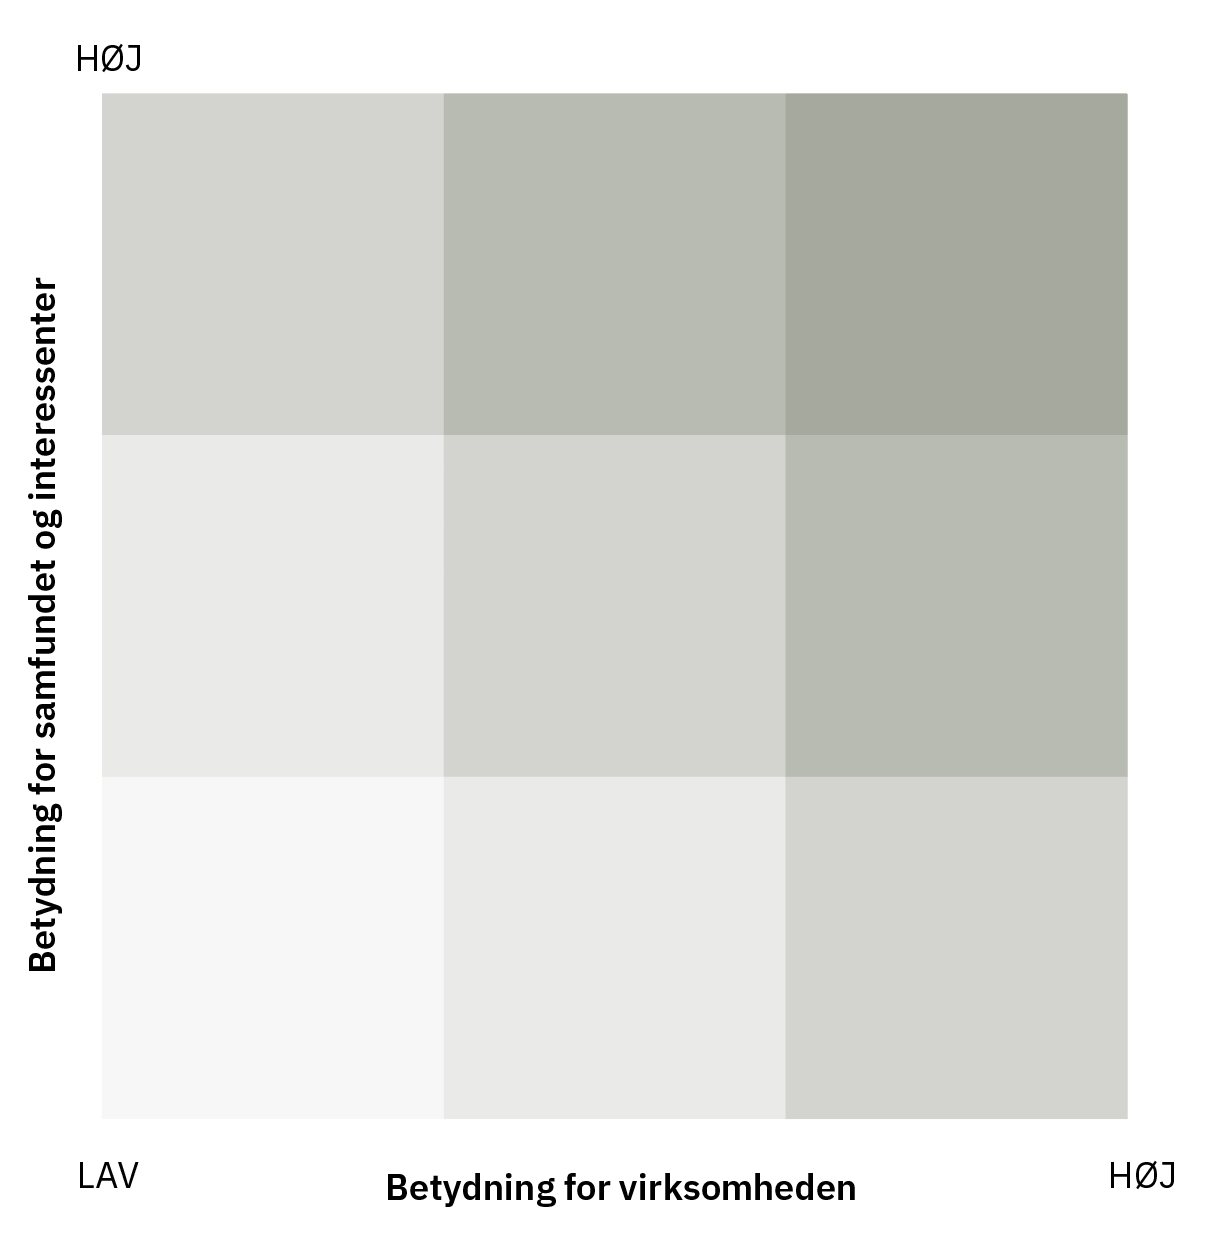 HØJ
Betydning for samfundet og interessenter
LAV
Betydning for virksomheden
HØJ